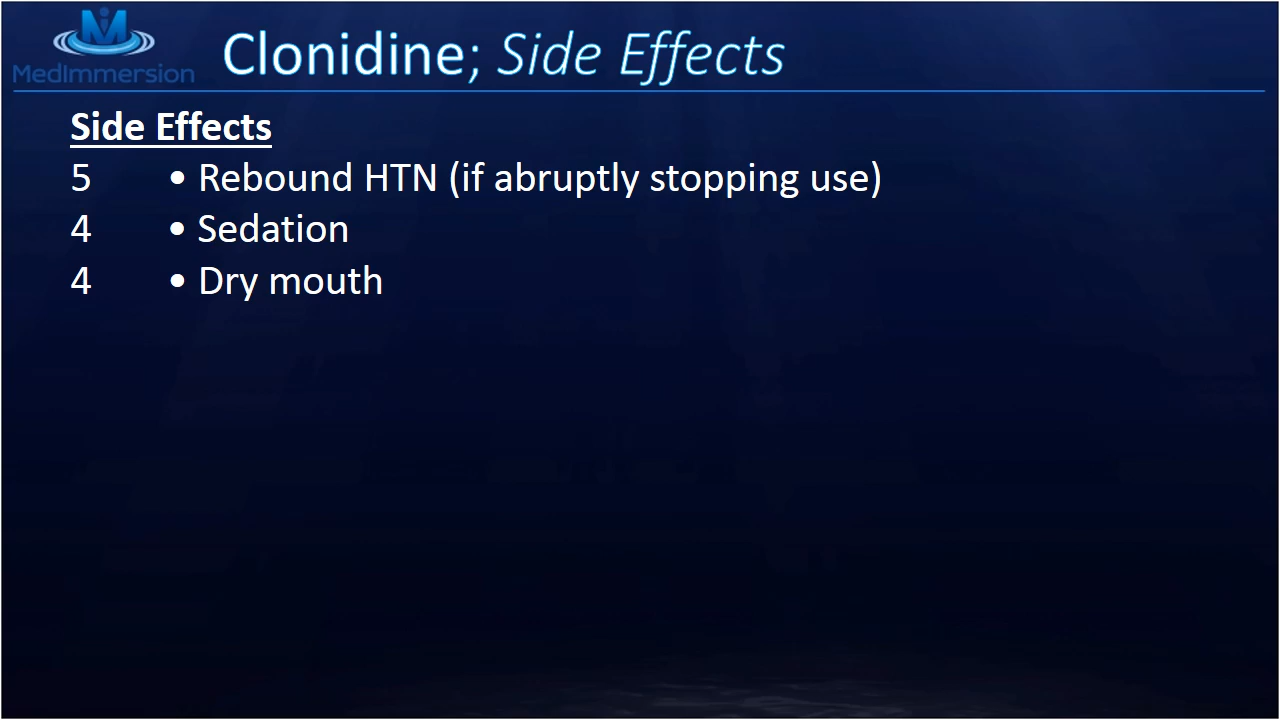 MedImmersion
Clonidine; Side Effects
Side Effects
5 • Rebound HTN (if abruptly stopping use)
4 • Sedation
4 • Dry mouth